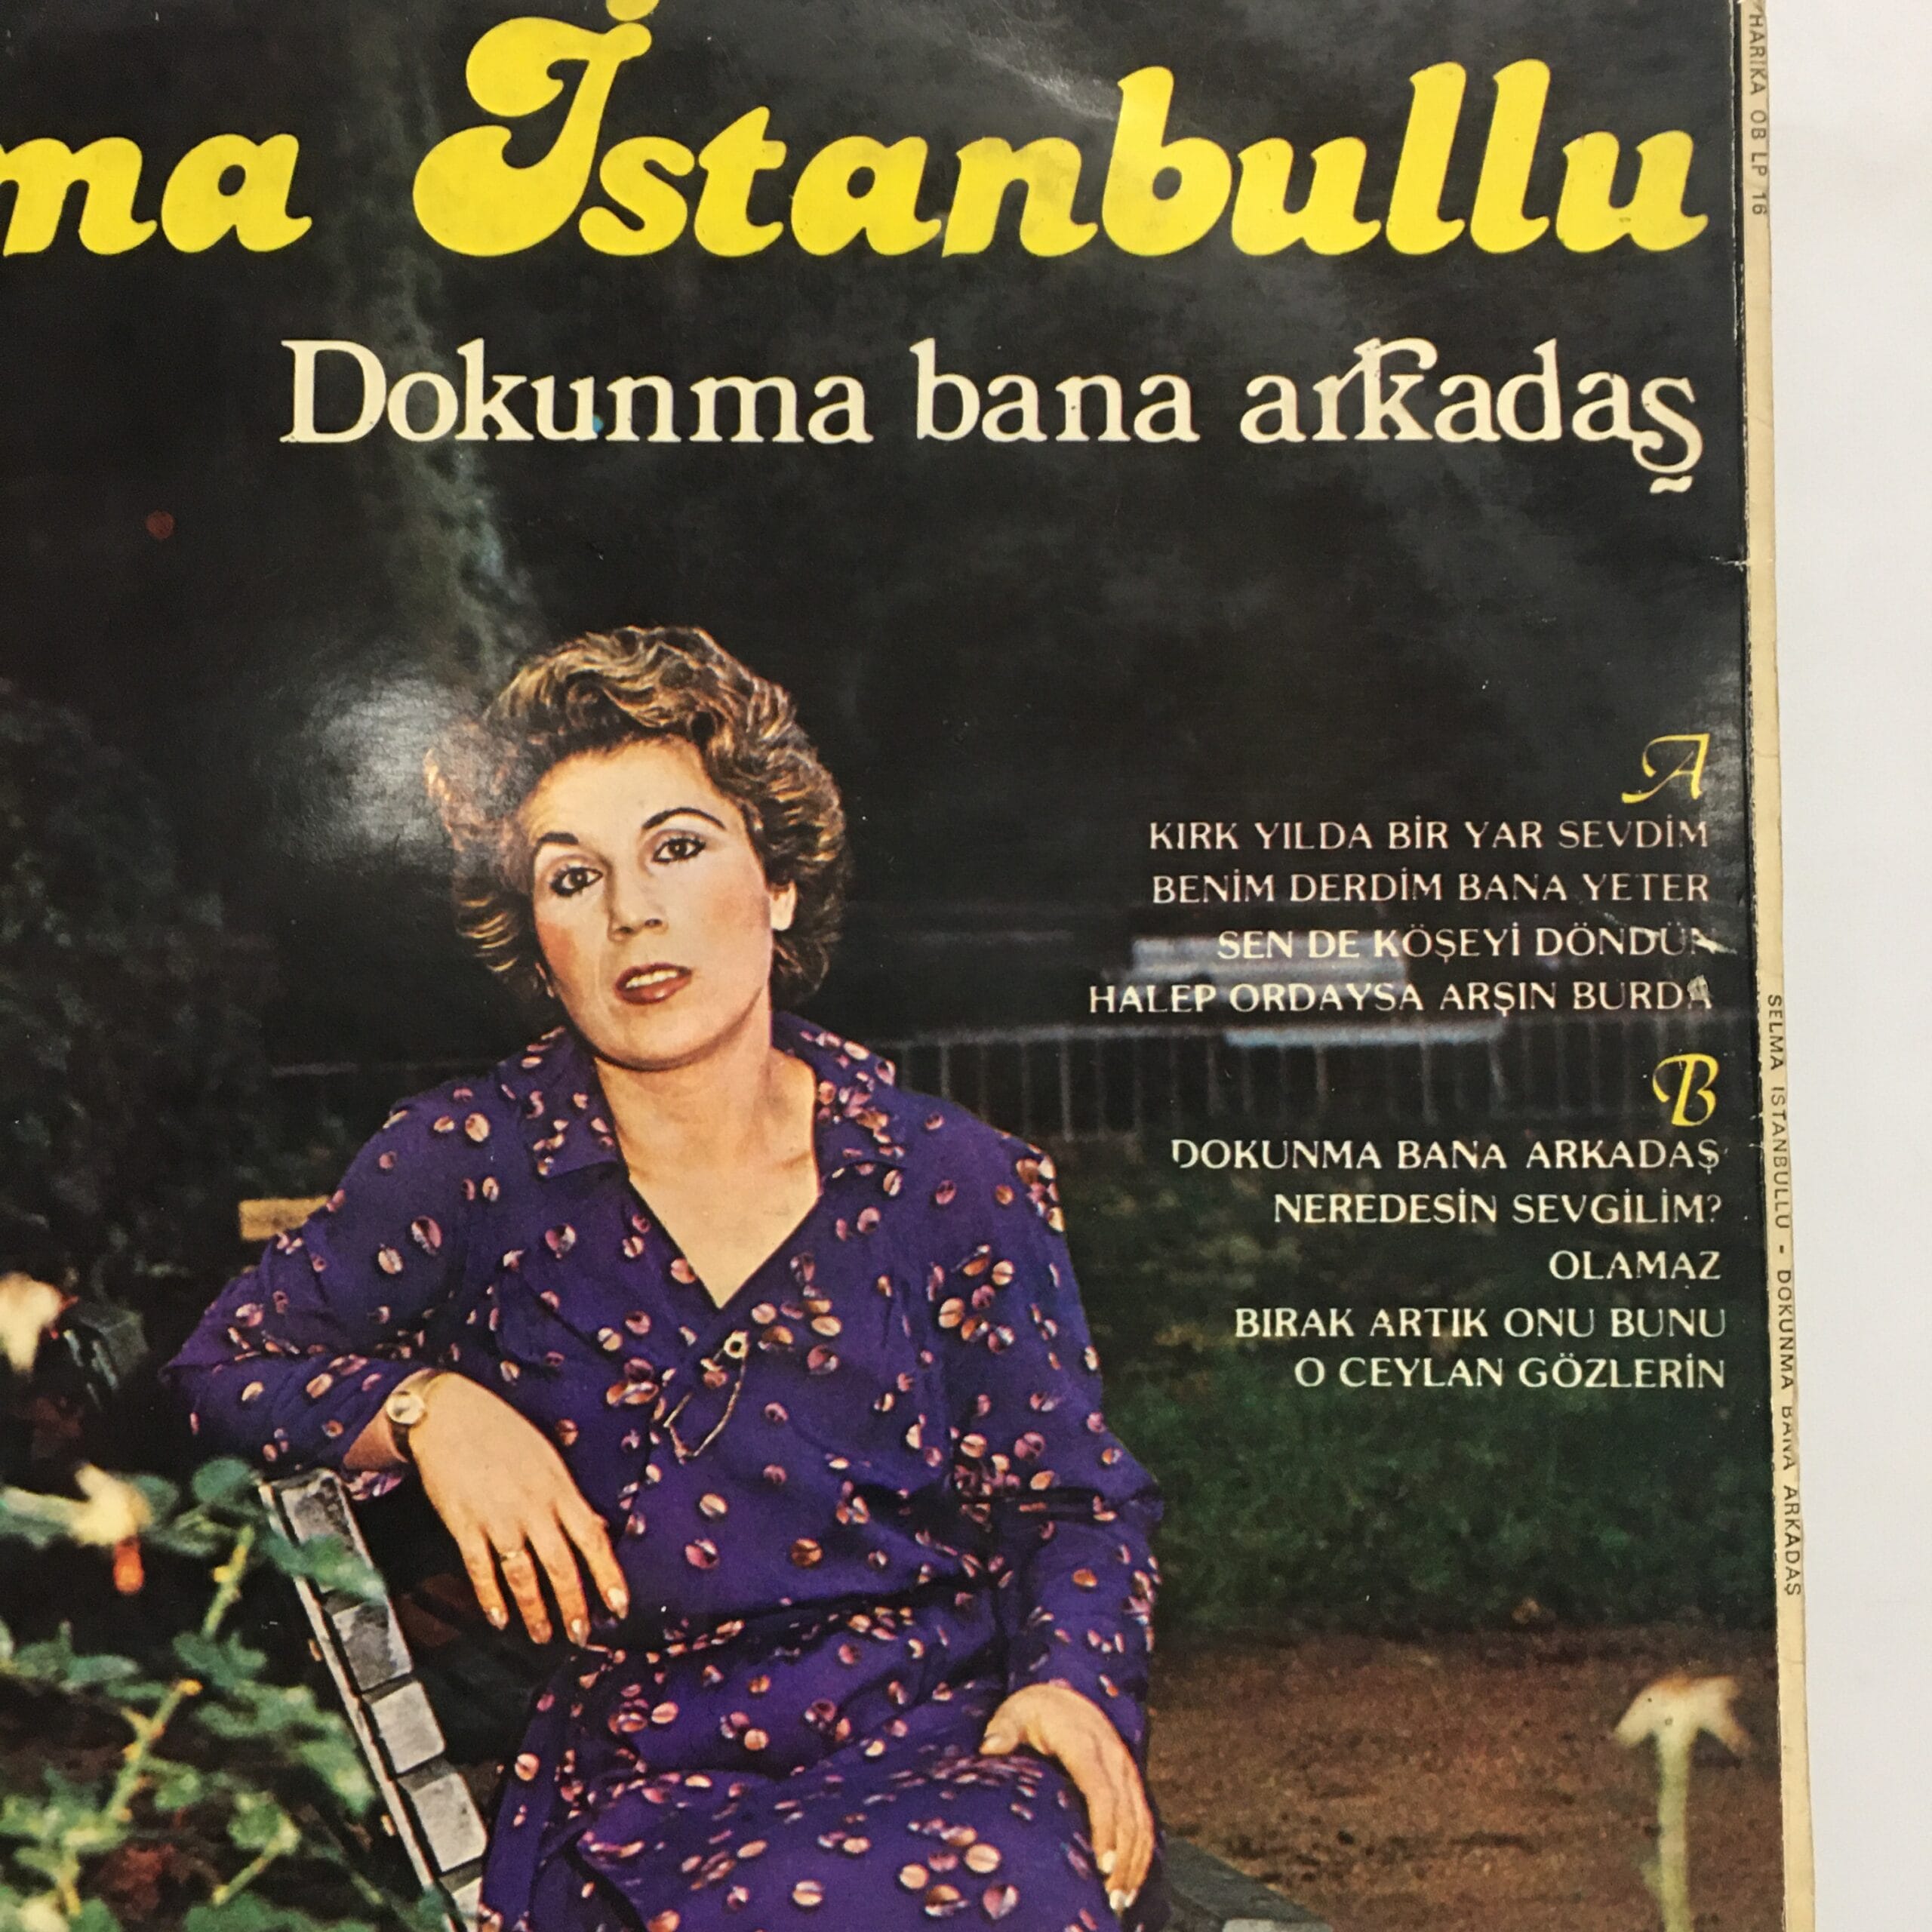 ma İstanbullu
Dokunma bana arkadaş
A
KIRK YILDA BİR YAR SEVDİM
BENİM DERDİM BANA YETER
SEN DE KÖŞEYİ DÖNDÜN
HALEP ORDAYSA ARŞIN BURDA
B
DOKUNMA BANA ARKADAŞ
NEREDESİN SEVGİLİM?
OLAMAZ
BIRAK ARTIK ONU BUNU
O CEYLAN GÖZLERİN
HARİKA OB LP 16
SELMA İSTANBULLU - DOKUNMA BANA ARKADAŞ